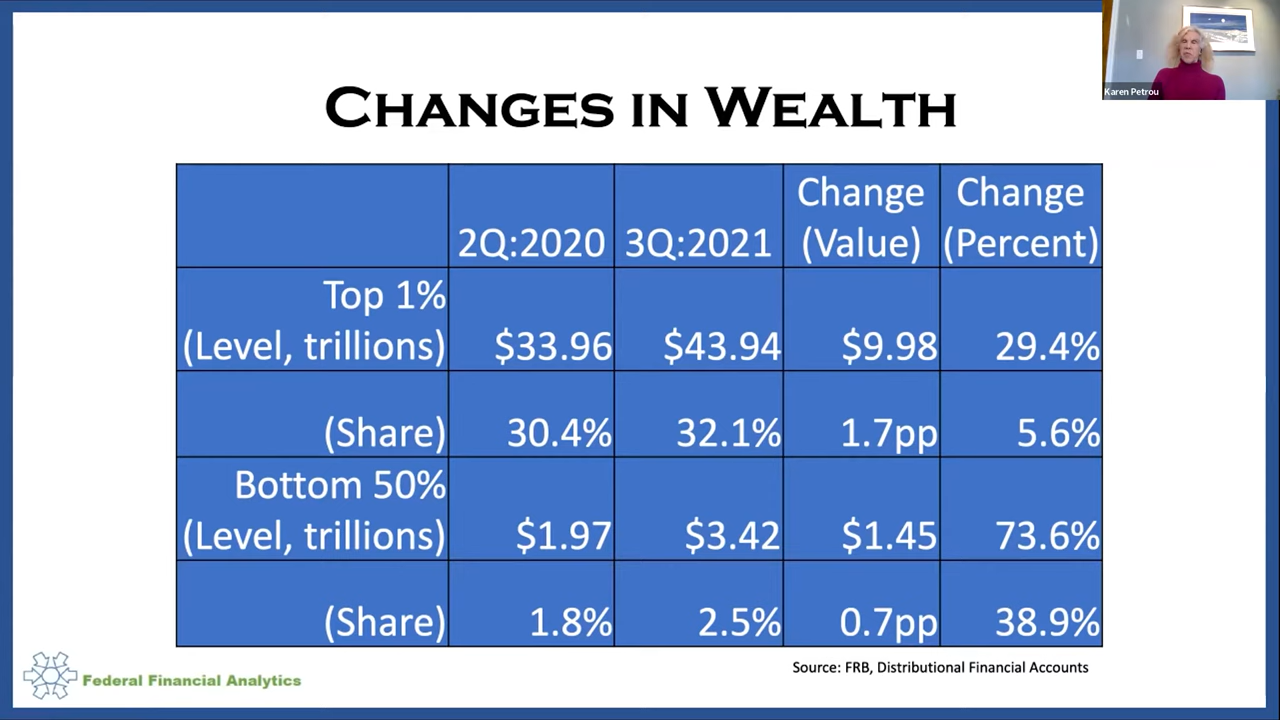 Karen Petrou
CHANGES IN WEALTH
2Q:2020 3Q:2021 Change (Value) Change (Percent)
Top 1% (Level, trillions) $33.96 $43.94 $9.98 29.4%
(Share) 30.4% 32.1% 1.7pp 5.6%
Bottom 50% (Level, trillions) $1.97 $3.42 $1.45 73.6%
(Share) 1.8% 2.5% 0.7pp 38.9%
Source: FRB, Distributional Financial Accounts
Federal Financial Analytics